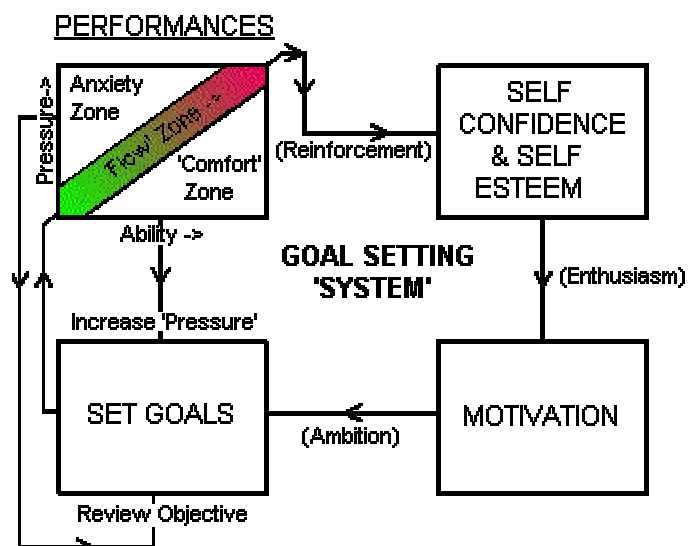 PERFORMANCES
Anxiety
Zone
Pressure->
'Flow' Zone ->
'Comfort'
Zone
Ability ->
(Reinforcement)
SELF
CONFIDENCE
& SELF
ESTEEM
GOAL SETTING
'SYSTEM'
(Enthusiasm)
Increase 'Pressure'
SET GOALS
(Ambition)
MOTIVATION
Review Objective